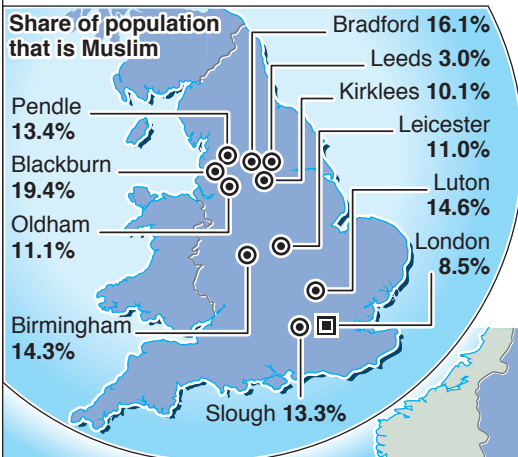 Share of population
that is Muslim
Bradford 16.1%
Leeds 3.0%
Kirklees 10.1%
Leicester
11.0%
Luton
14.6%
London
8.5%
Pendle
13.4%
Blackburn
19.4%
Oldham
11.1%
Birmingham
14.3%
Slough 13.3%